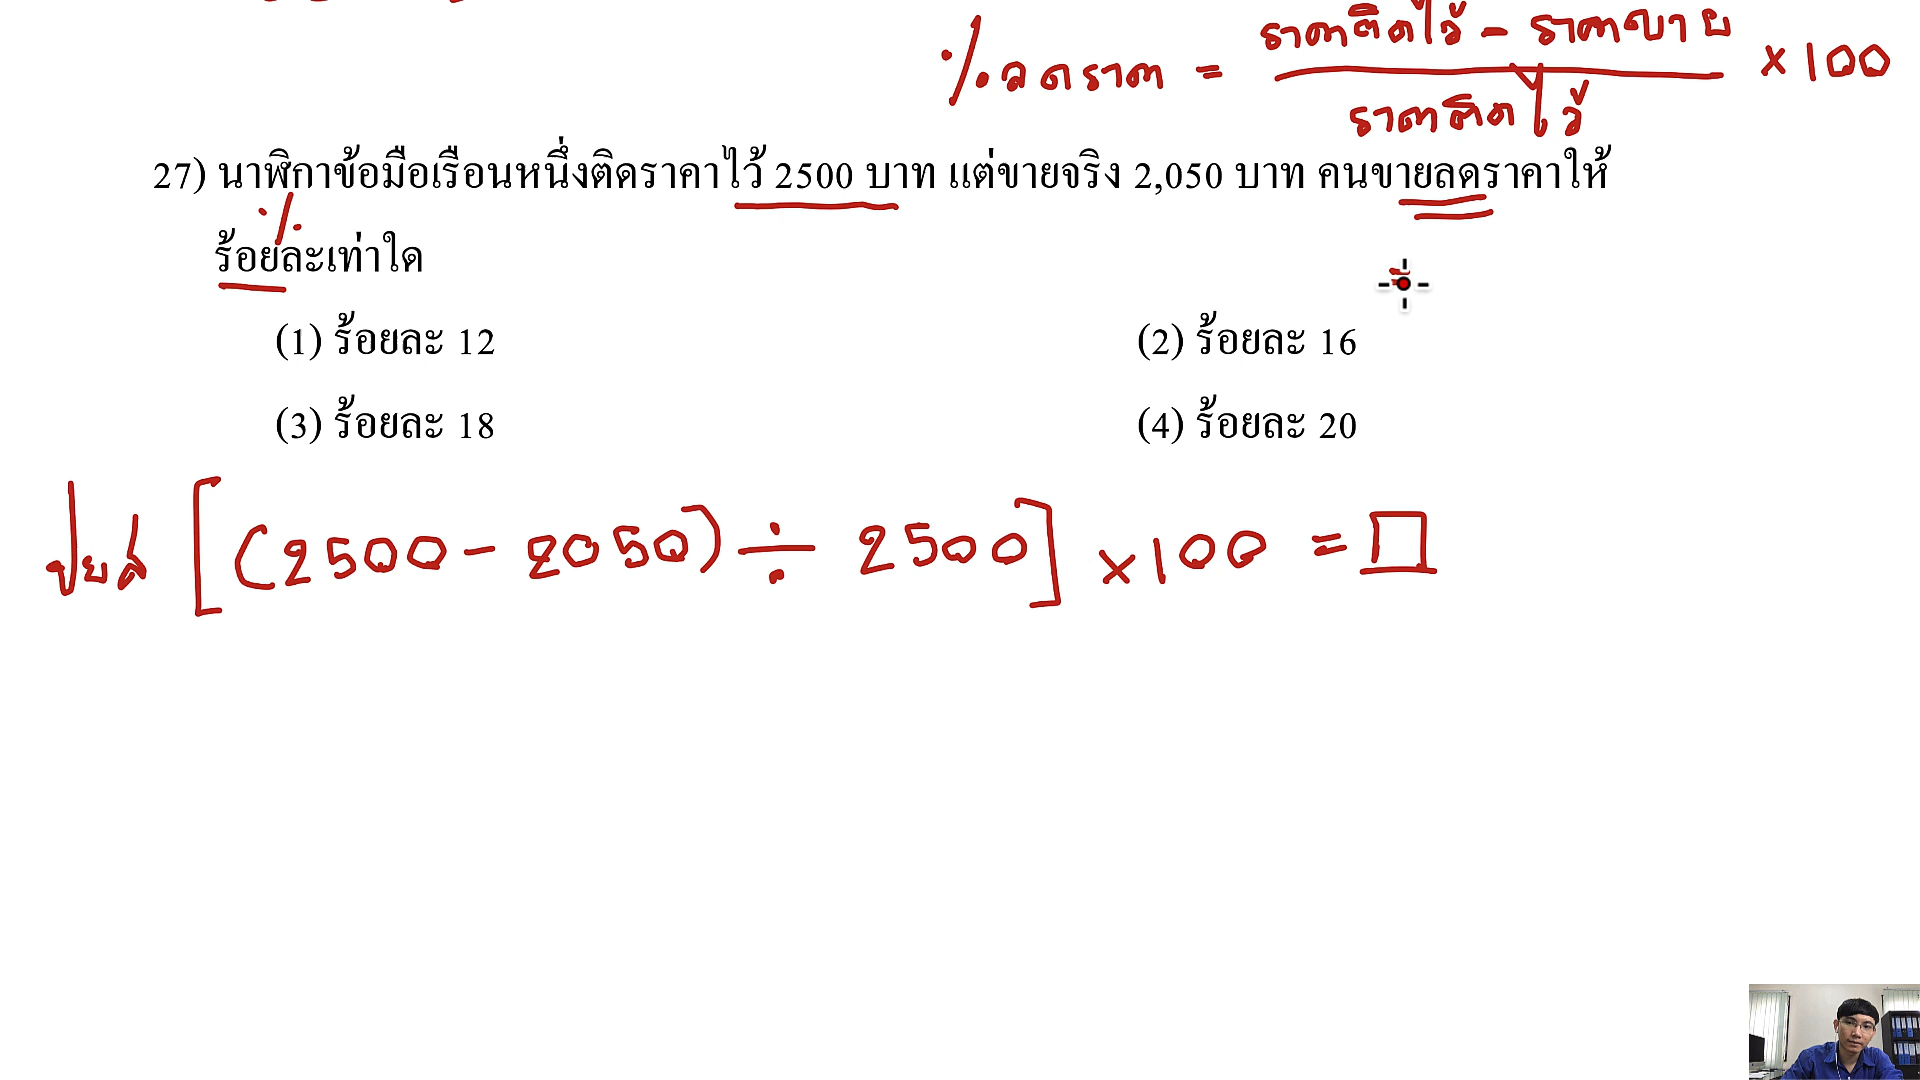 %ลดราคา = ราคาติดไว้ - ราคาขาย × 100
ราคาติดไว้
27) นาฬิกาข้อมือเรือนหนึ่งติดราคาไว้ 2500 บาท แต่ขายจริง 2,050 บาท คนขายลดราคาให้
%
ร้อยละเท่าใด
(1) ร้อยละ 12
(2) ร้อยละ 16
(3) ร้อยละ 18
(4) ร้อยละ 20
[(2500 - 2050) ÷ 2500] × 100 = □